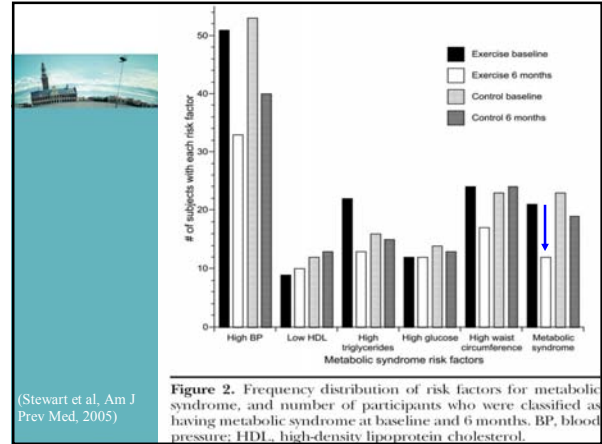 50
40
30
20
10
0
# of subjects with each risk factor
Exercise baseline
Exercise 6 months
Control baseline
Control 6 months
High BP
Low HDL
High
triglycerides
High glucose
High waist
circumference
Metabolic
syndrome
Metabolic syndrome risk factors
(Stewart et al, Am J
Prev Med, 2005)
Figure 2. Frequency distribution of risk factors for metabolic
syndrome, and number of participants who were classified as
having metabolic syndrome at baseline and 6 months. BP, blood
pressure; HDL, high-density lipoprotein cholesterol.